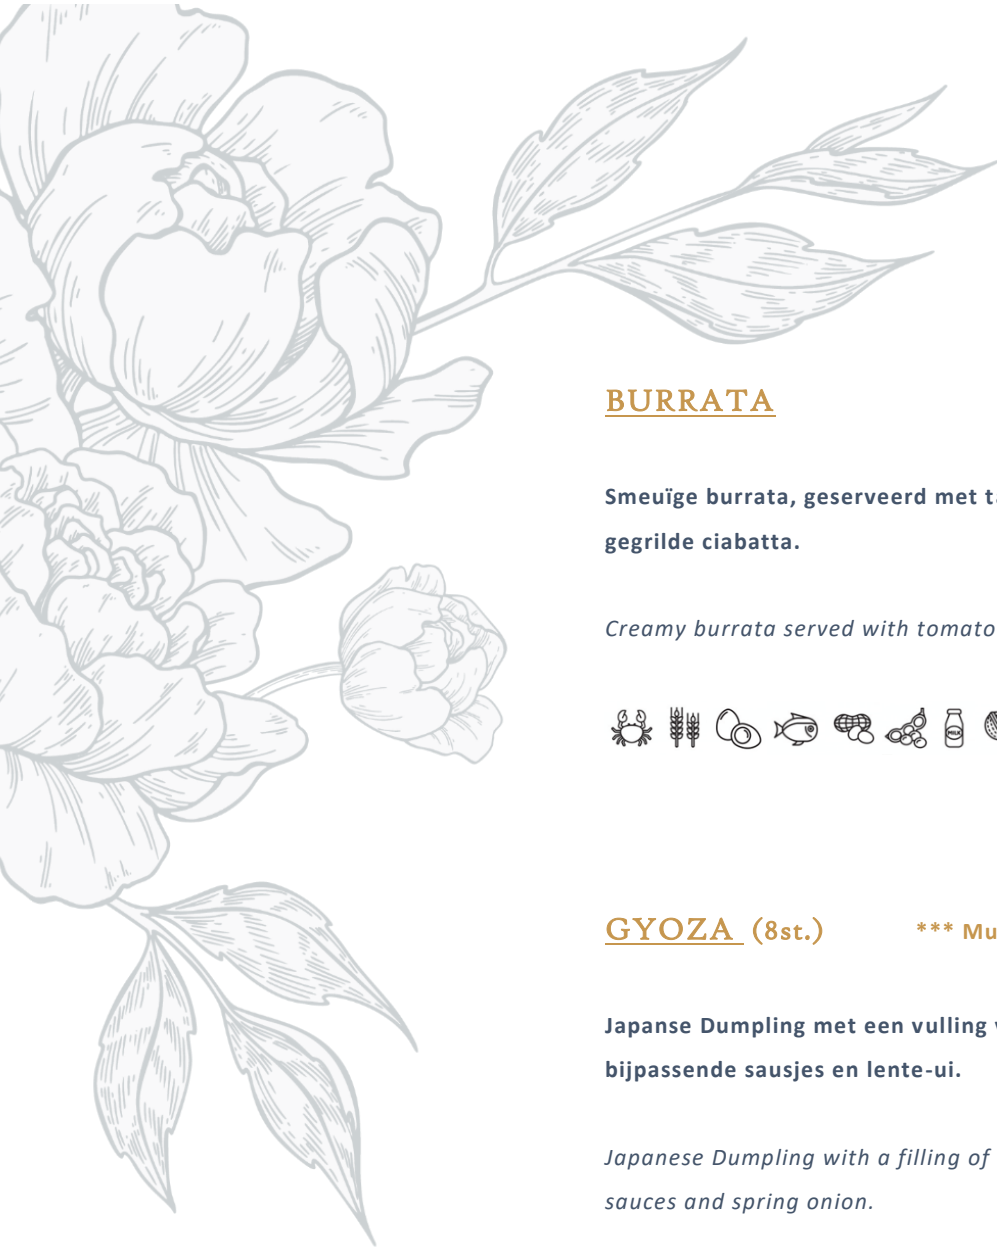 BURRATA
Smeuïge burrata, geserveerd met
gegrilde ciabatta.
Creamy burrata served with tomato
MILK
GYOZA (8st.) ***
Japanse Dumpling met een vulling
bijpassende sausjes en lente-ui.
Japanese Dumpling with a filling of
sauces and spring onion.